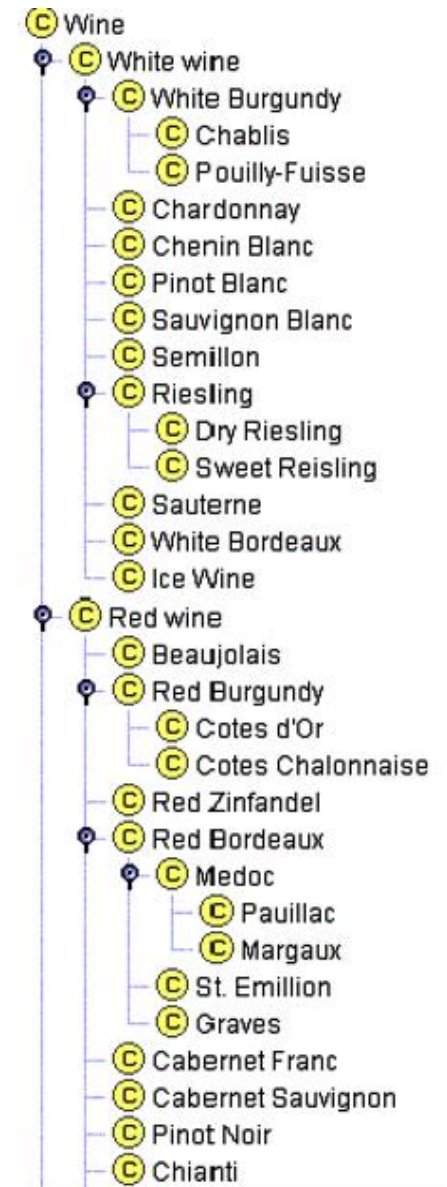 C Wine
C White wine
C White Burgundy
C Chablis
C Pouilly-Fuisse
C Chardonnay
C Chenin Blanc
C Pinot Blanc
C Sauvignon Blanc
C Semillon
C Riesling
C Dry Riesling
C Sweet Reisling
C Sauterne
C White Bordeaux
C Ice Wine
C Red wine
C Beaujolais
C Red Burgundy
C Cotes d'Or
C Cotes Chalonnaise
C Red Zinfandel
C Red Bordeaux
C Medoc
C Pauillac
C Margaux
C St. Emillion
C Graves
C Cabernet Franc
C Cabernet Sauvignon
C Pinot Noir
C Chianti